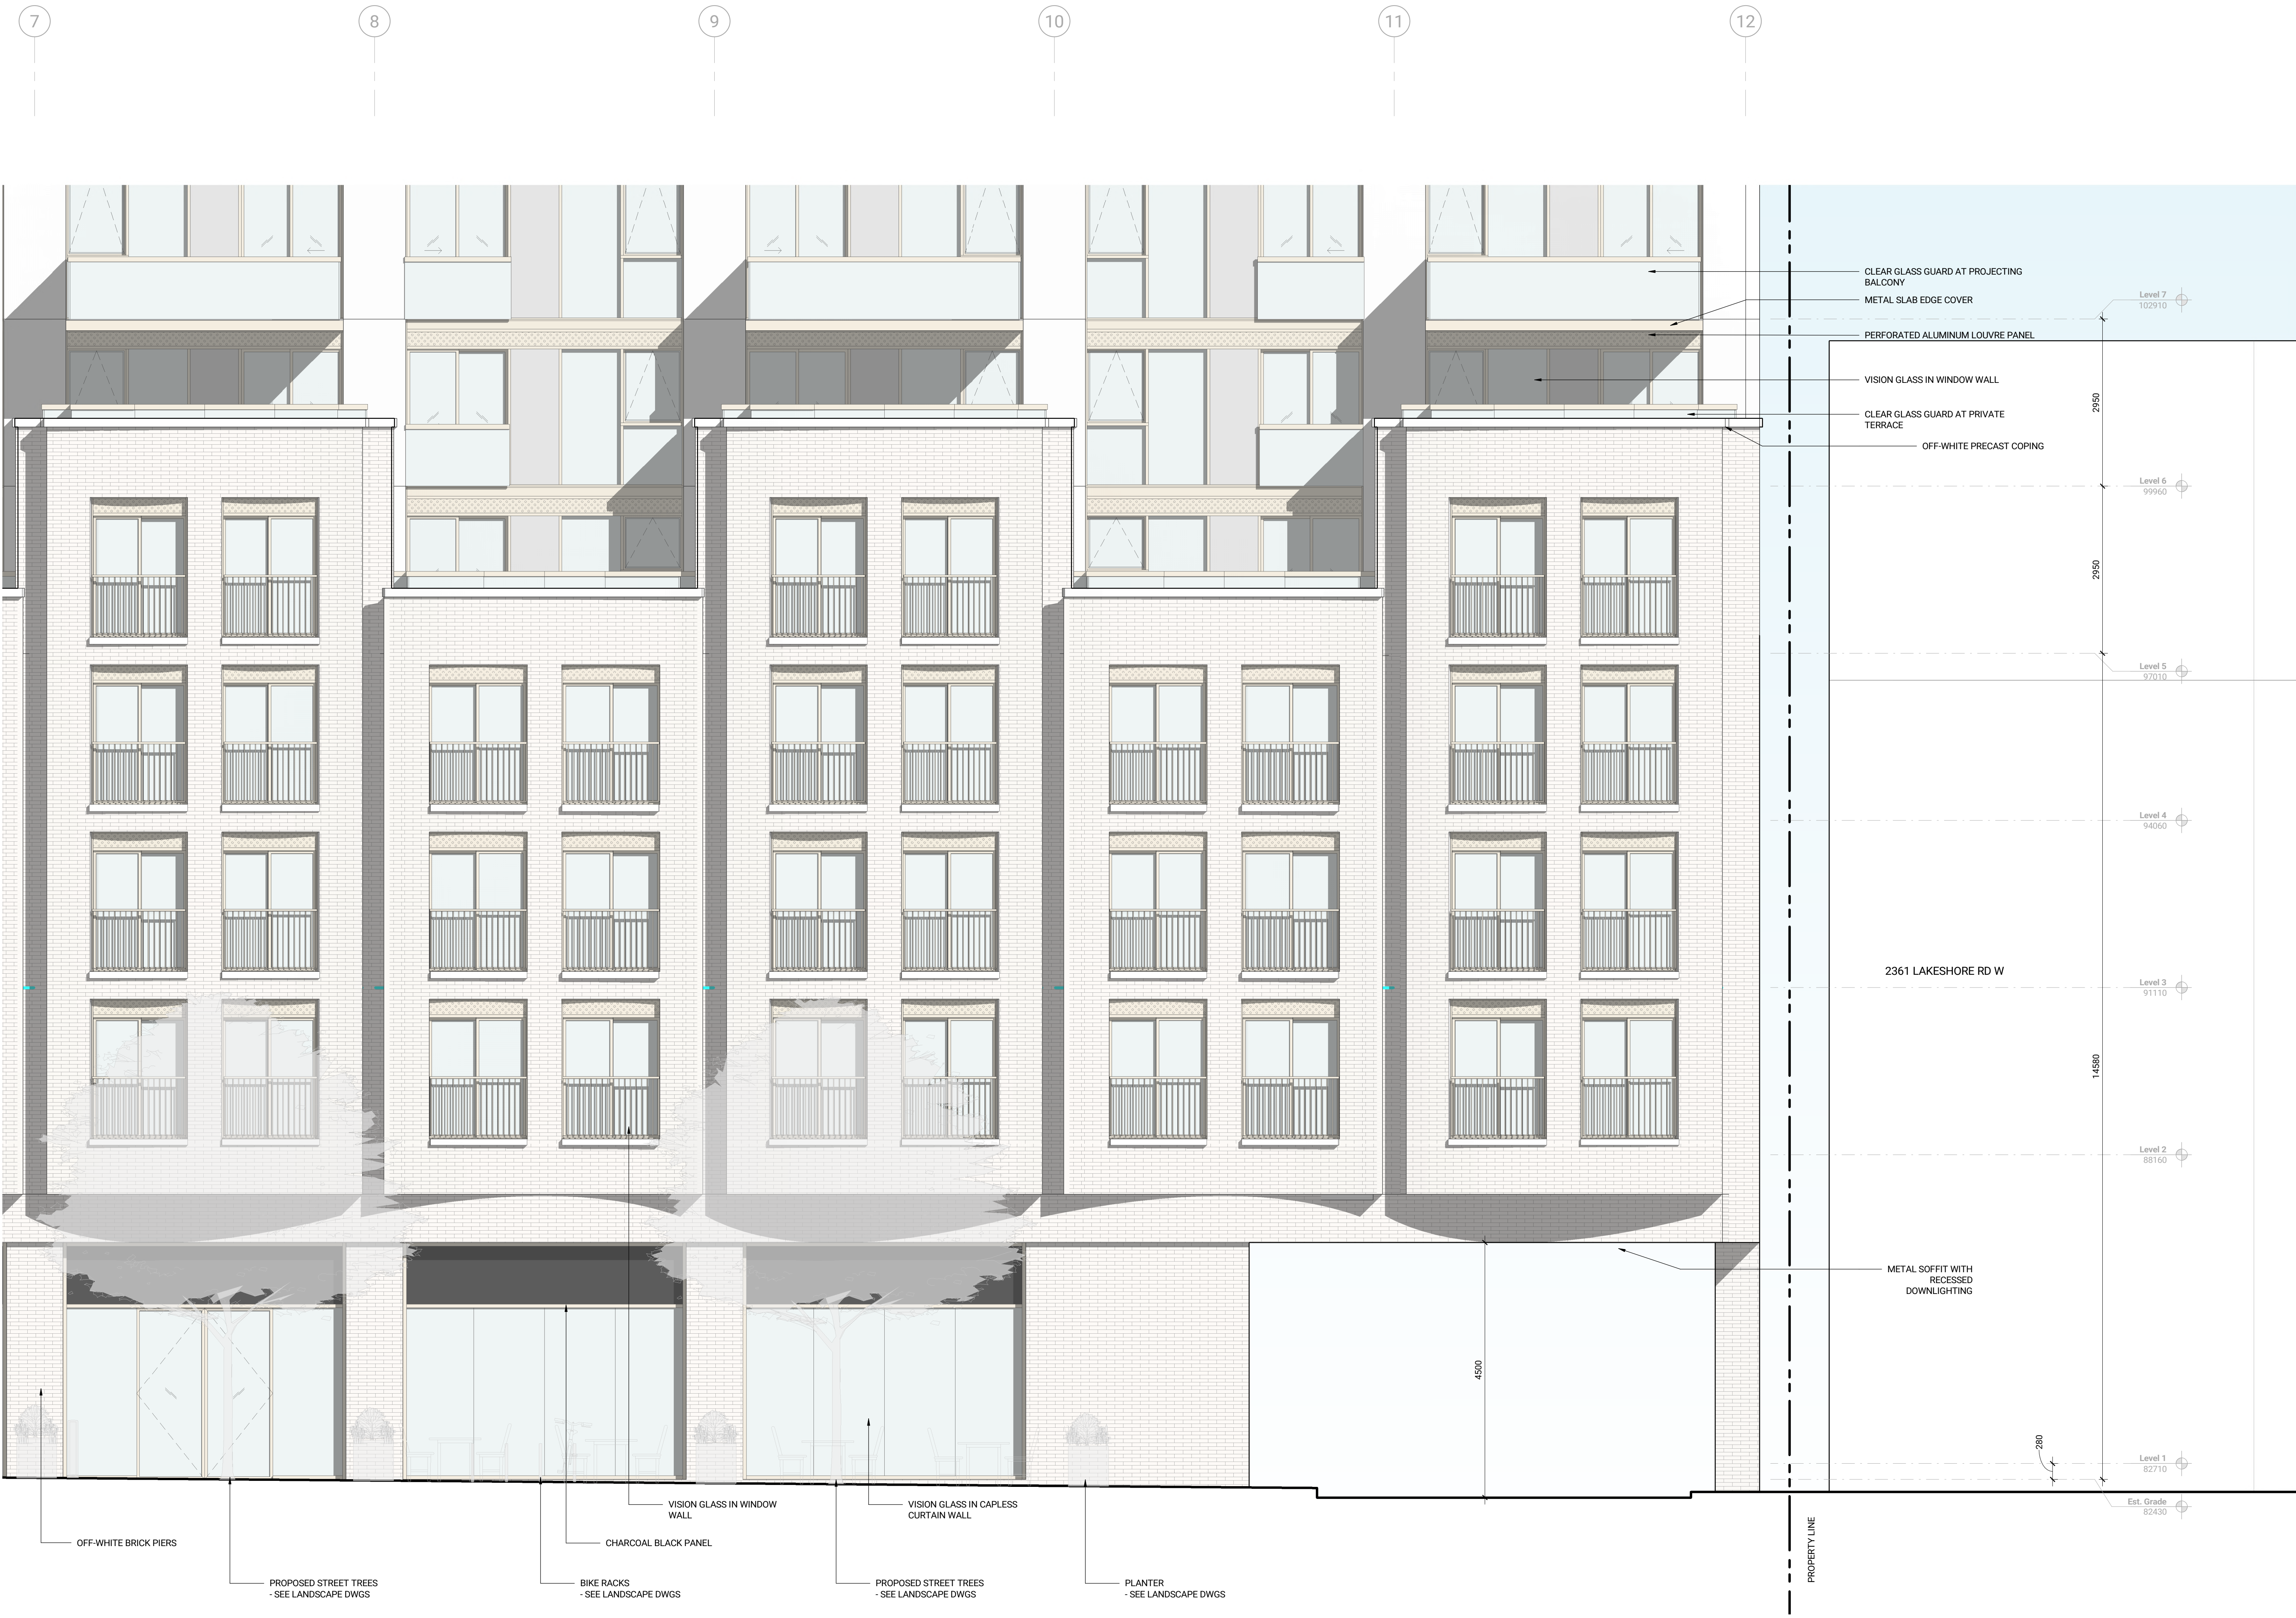 7
8
9
10
11
12
CLEAR GLASS GUARD AT PROJECTING
BALCONY
METAL SLAB EDGE COVER
Level 7
102910
PERFORATED ALUMINUM LOUVRE PANEL
VISION GLASS IN WINDOW WALL
2950
CLEAR GLASS GUARD AT PRIVATE
TERRACE
OFF-WHITE PRECAST COPING
Level 6
99960
2950
Level 5
97010
Level 4
94060
2361 LAKESHORE RD W
Level 3
91110
14580
Level 2
88160
METAL SOFFIT WITH
RECESSED
DOWNLIGHTING
4500
280
Level 1
82710
Est. Grade
82430
VISION GLASS IN WINDOW
WALL
VISION GLASS IN CAPLESS
CURTAIN WALL
OFF-WHITE BRICK PIERS
CHARCOAL BLACK PANEL
PROPERTY LINE
PROPOSED STREET TREES
- SEE LANDSCAPE DWGS
BIKE RACKS
- SEE LANDSCAPE DWGS
PROPOSED STREET TREES
- SEE LANDSCAPE DWGS
PLANTER
- SEE LANDSCAPE DWGS